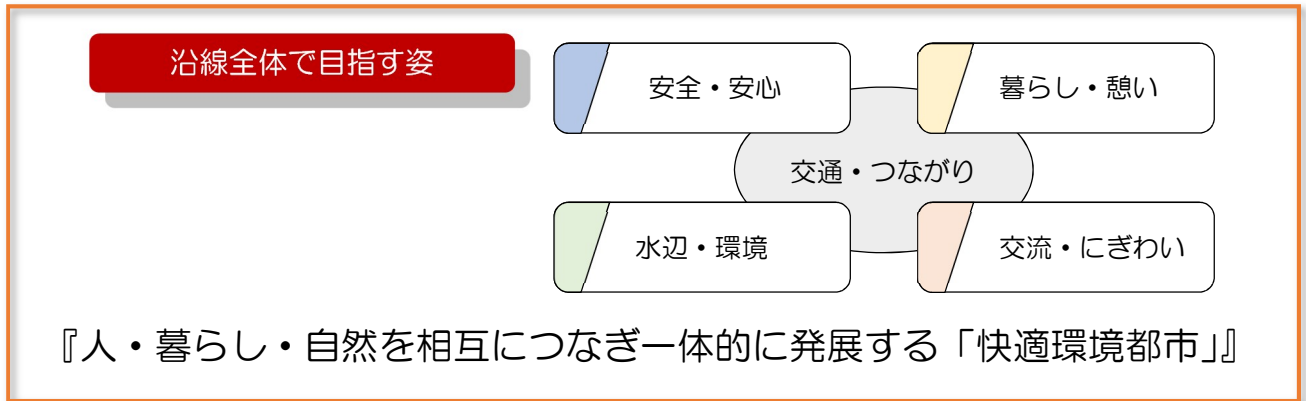 沿線全体で目指す姿
安全・安心
暮らし・憩い
交通・つながり
水辺・環境
交流・にぎわい
『人・暮らし・自然を相互につなぎ一体的に発展する「快適環境都市」』